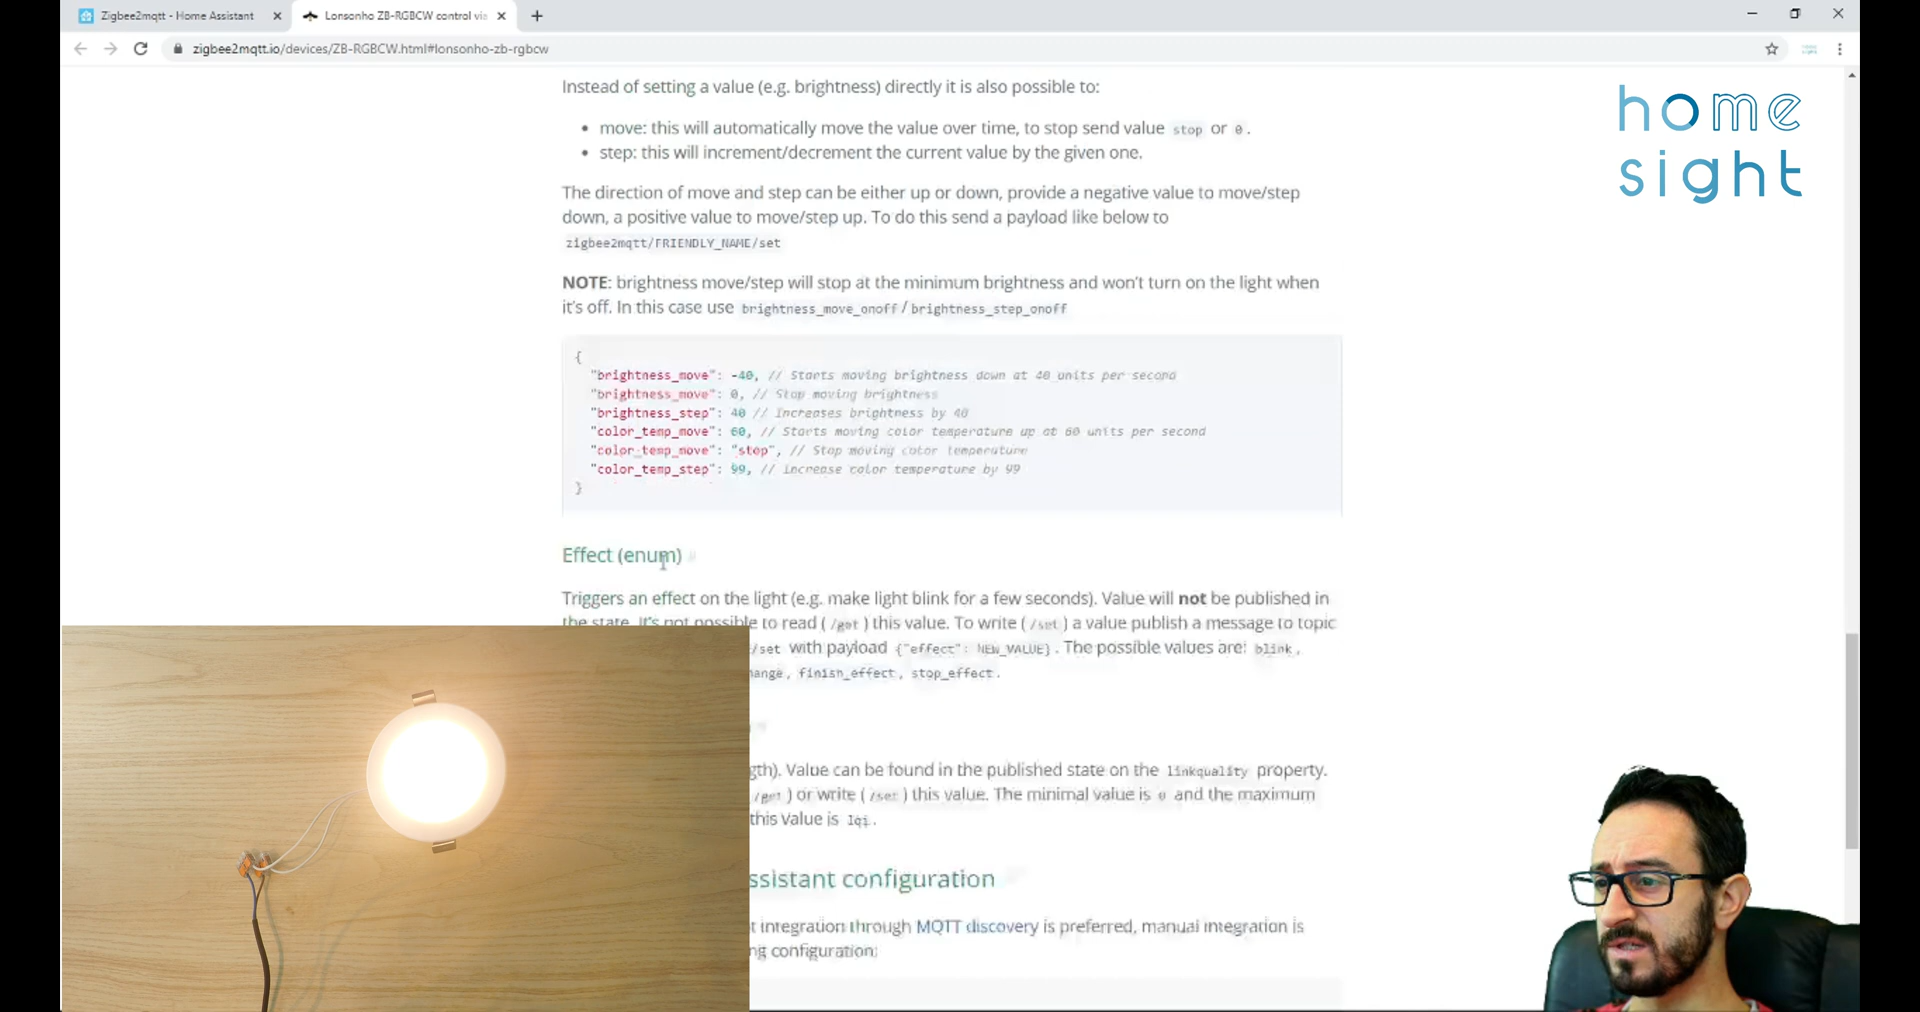 Zigbee2mqtt - Home Assistant
Lonsonho ZB-RGBCW control via
zigbee2mqtt.io/devices/ZB-RGBCW.html#lonsonho-zb-rgbcw
home
sight
Instead of setting a value (e.g. brightness) directly it is also possible to:
• move: this will automatically move the value over time, to stop send value stop or 0.
• step: this will increment/decrement the current value by the given one.
The direction of move and step can be either up or down, provide a negative value to move/step
down, a positive value to move/step up. To do this send a payload like below to
zigbee2mqtt/FRIENDLY_NAME/set
NOTE: brightness move/step will stop at the minimum brightness and won't turn on the light when
it's off. In this case use brightness_move_onoff / brightness_step_onoff
{
"brightness_move": -40, // Starts moving brightness down at 40 units per second
"brightness_move": 0, // Stop moving brightness
"brightness_step": 40 // Increases brightness by 40
"color_temp_move": 60, // Starts moving color temperature up at 60 units per second
"color_temp_move": "stop", // Stop moving color temperature
"color_temp_step": 99, // Increase color temperature by 99
}
Effect (enum) #
Triggers an effect on the light (e.g. make light blink for a few seconds). Value will not be published in
the state. It's not possible to read (/get) this value. To write (/set) a value publish a message to topic
/set with payload {"effect": NEW_VALUE}. The possible values are: blink,
hange, finish_effect, stop_effect.
gth). Value can be found in the published state on the linkquality property.
/get) or write (/set) this value. The minimal value is 0 and the maximum
this value is lqi.
ssistant configuration
t integration through MQTT discovery is preferred, manual integration is
ng configuration: